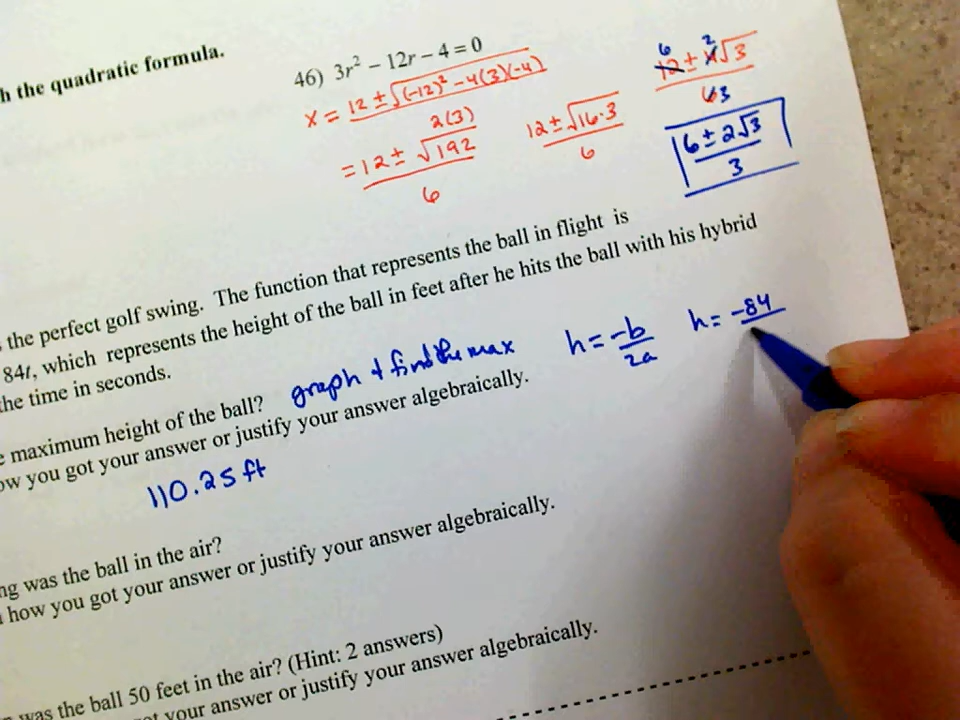 h the quadratic formula.
46) 3r² − 12r − 4 = 0
x = 12 ± √(-12)² − 4(3)(-4)
2(3)
= 12 ± √192
6
12 ± √16·3
6
6 2
12 ± 4√3
6 3
6 ± 2√3
3
the perfect golf swing. The function that represents the ball in flight is
84t, which represents the height of the ball in feet after he hits the ball with his hybrid
the time in seconds.
e maximum height of the ball? graph + find the max
ow you got your answer or justify your answer algebraically.
h = -b
2a
h = -84
110.25 ft
ng was the ball in the air?
how you got your answer or justify your answer algebraically.
was the ball 50 feet in the air? (Hint: 2 answers)
your answer or justify your answer algebraically.